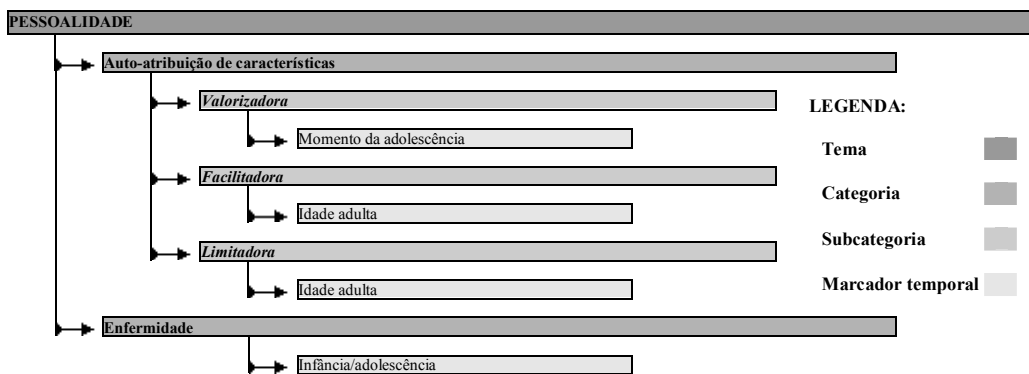 PESSOALIDADE
Auto-atribuição de características
Valorizadora
Momento da adolescência
Facilitadora
Idade adulta
Limitadora
Idade adulta
Enfermidade
Infância/adolescência
LEGENDA:
Tema
Categoria
Subcategoria
Marcador temporal